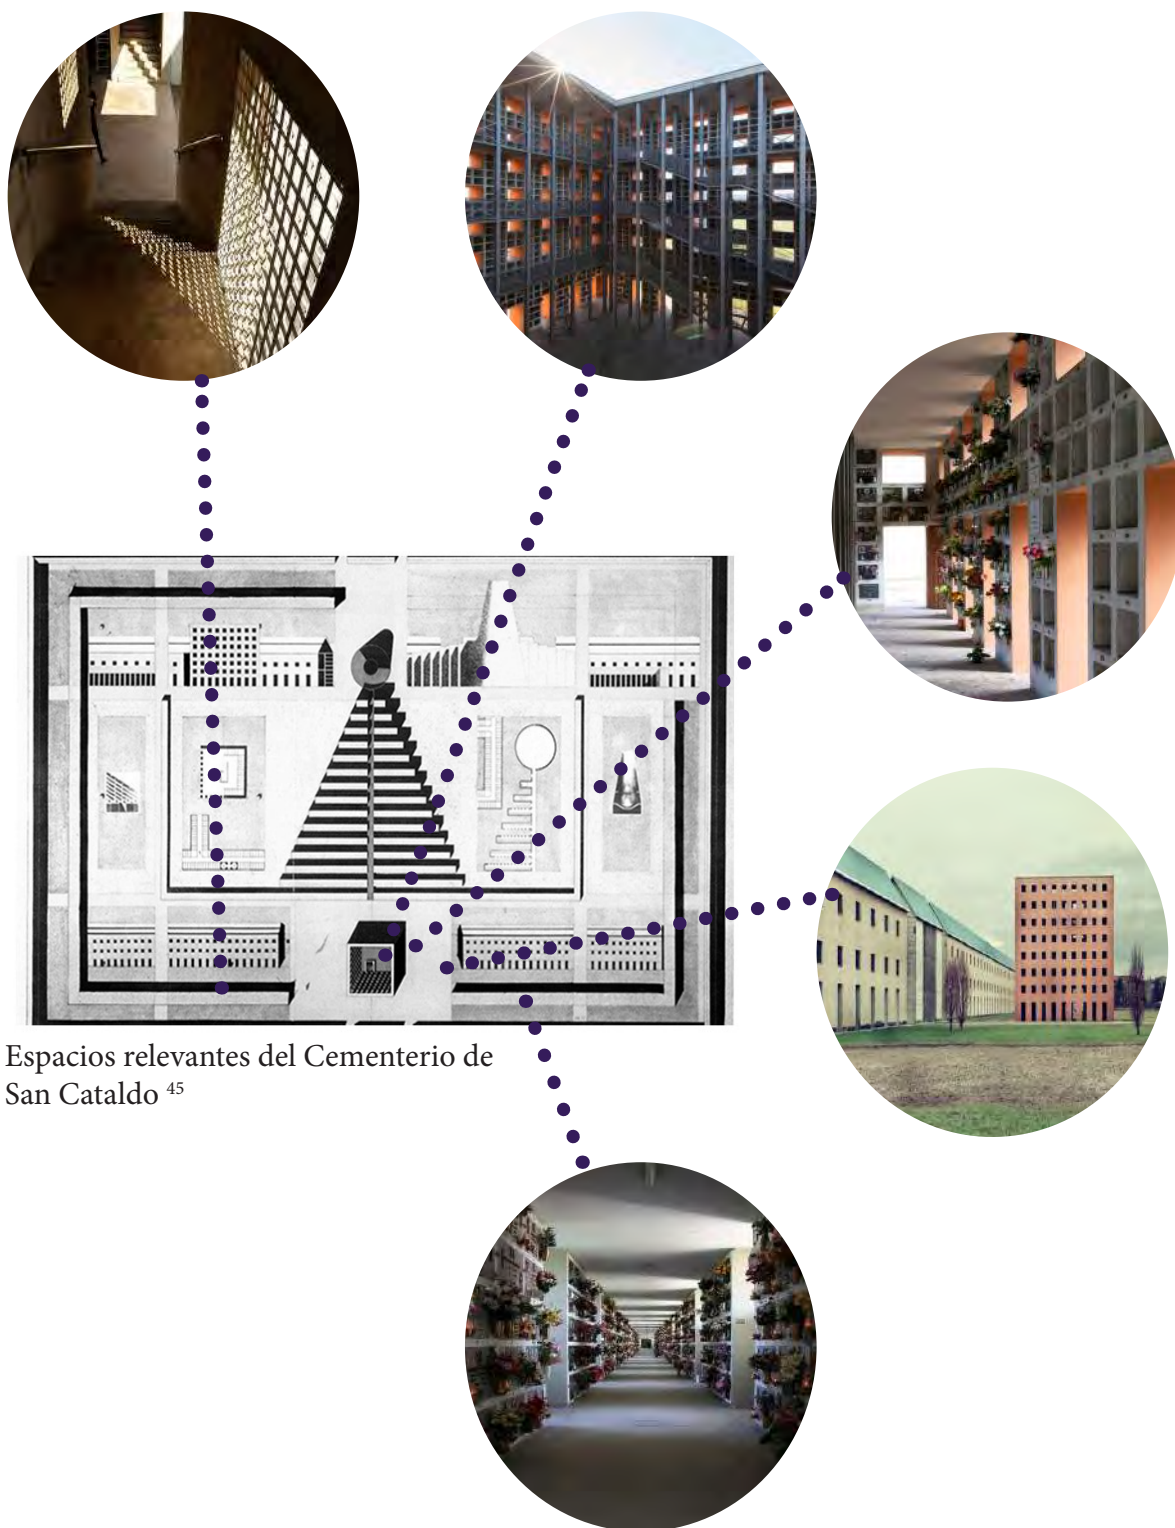 Espacios relevantes del Cementerio de
San Cataldo ⁴⁵